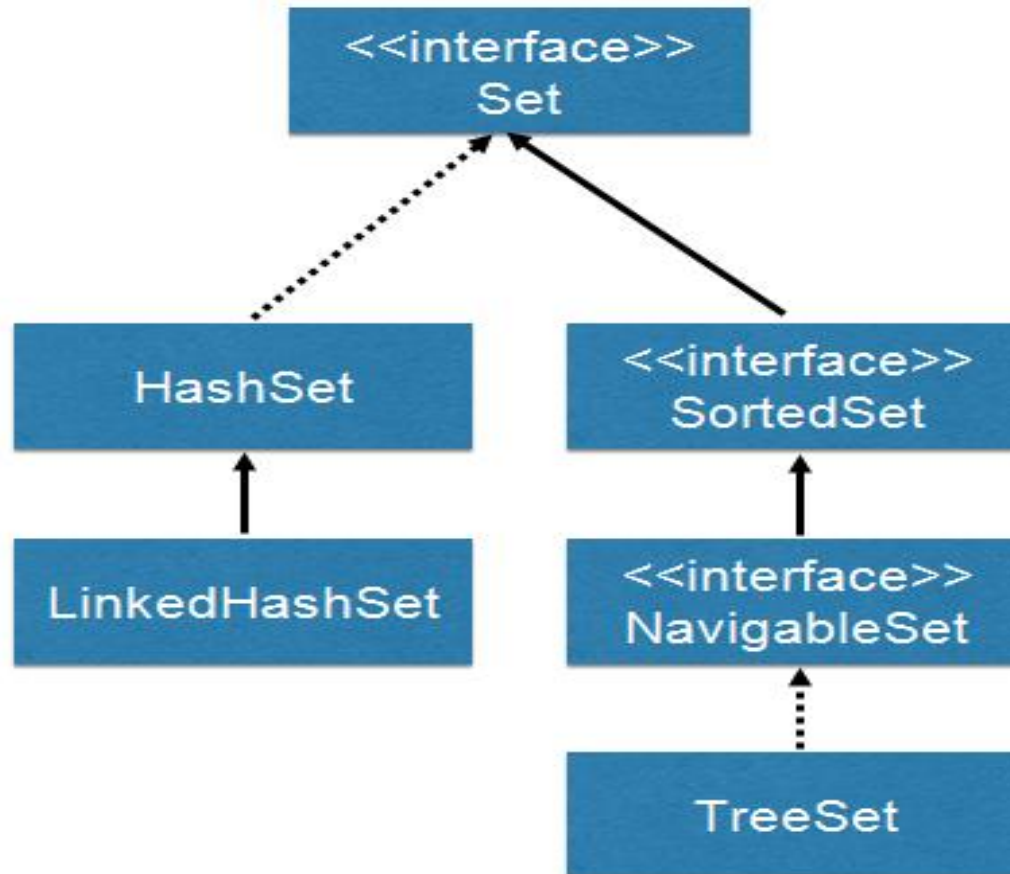 <<interface>>
Set
HashSet
<<interface>>
SortedSet
LinkedHashSet
<<interface>>
NavigableSet
TreeSet